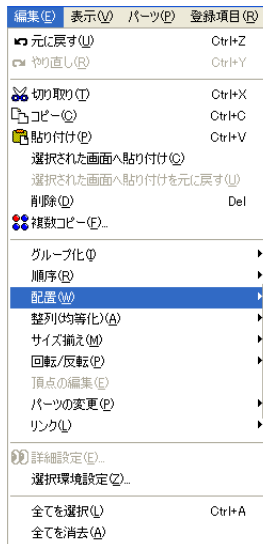 編集(E) 表示(V) パーツ(P) 登録項目(R)
元に戻す(U) Ctrl+Z
やり直し(R) Ctrl+Y
切り取り(T) Ctrl+X
コピー(C) Ctrl+C
貼り付け(P) Ctrl+V
選択された画面へ貼り付け(C)
選択された画面へ貼り付けを元に戻す(U)
削除(D) Del
複数コピー(F)...
グループ化(I)
順序(R)
配置(W)
整列(均等化)(A)
サイズ揃え(M)
回転/反転(P)
頂点の編集(E)
パーツの変更(P)
リンク(L)
詳細設定(E)...
選択環境設定(Z)...
全てを選択(L) Ctrl+A
全てを消去(A)